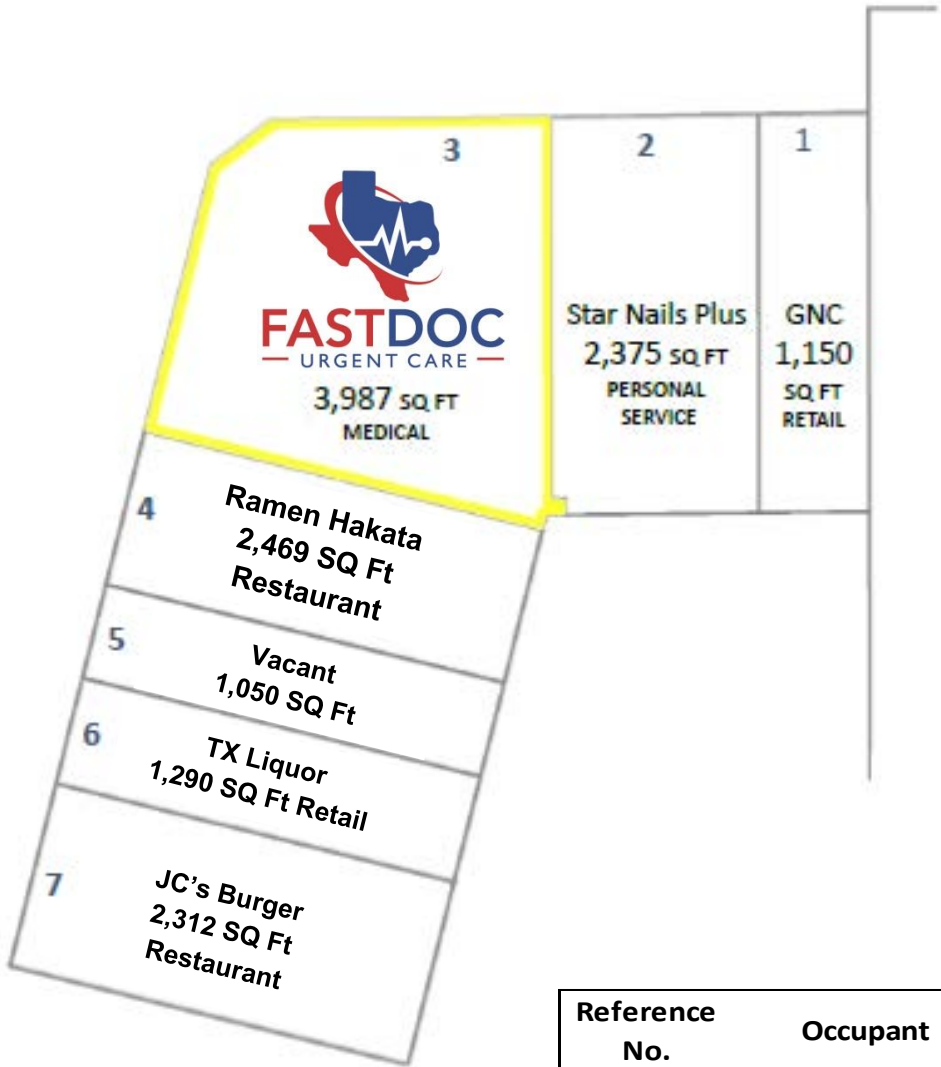 3
FASTDOC
URGENT CARE
3,987 SQ FT
MEDICAL
2
Star Nails Plus
2,375 SQ FT
PERSONAL
SERVICE
1
GNC
1,150
SQ FT
RETAIL
4
Ramen Hakata
2,469 SQ Ft
Restaurant
5
Vacant
1,050 SQ Ft
6
TX Liquor
1,290 SQ Ft Retail
7
JC’s Burger
2,312 SQ Ft
Restaurant
Reference
No.
Occupant